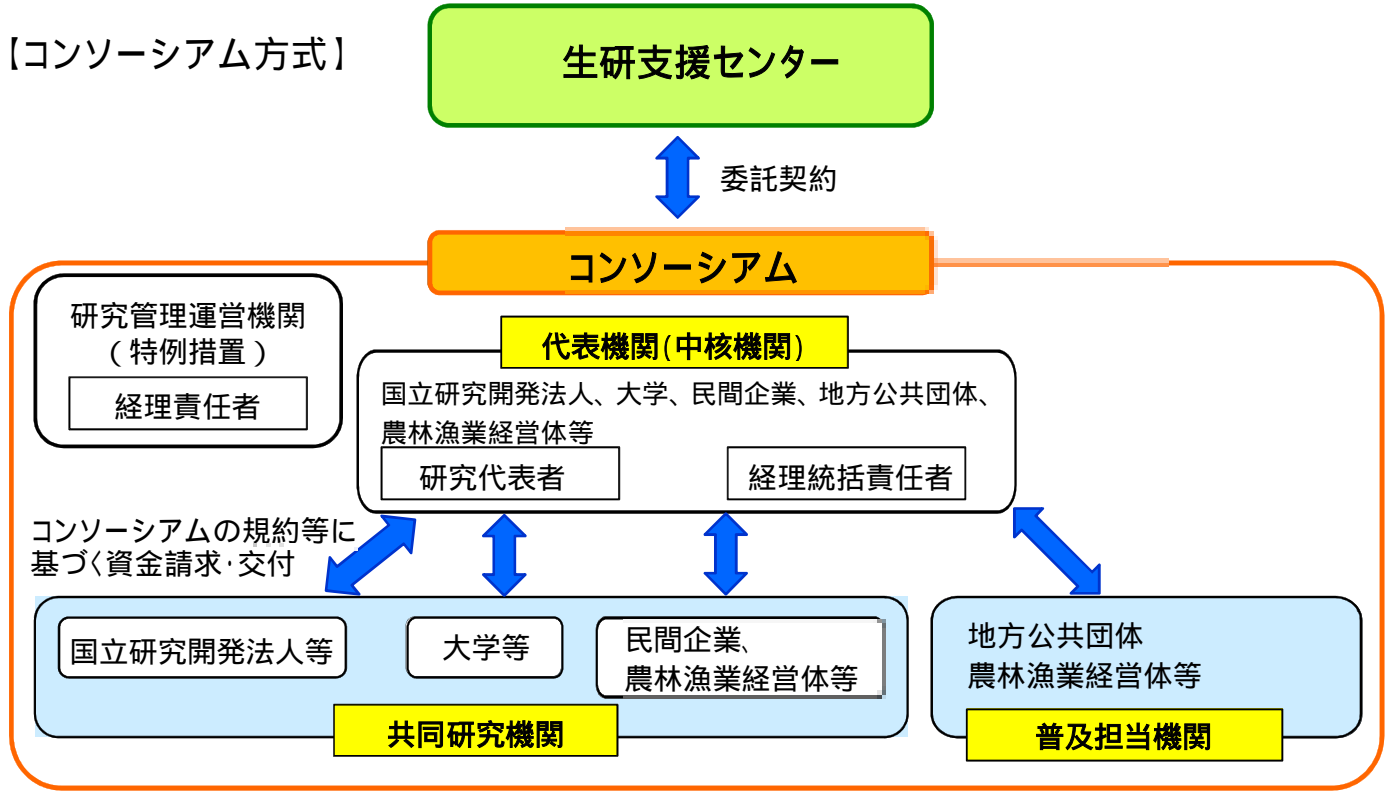 【コンソーシアム方式】
生研支援センター
委託契約
コンソーシアム
研究管理運営機関
(特例措置)
経理責任者
代表機関(中核機関)
国立研究開発法人、大学、民間企業、地方公共団体、
農林漁業経営体等
研究代表者
経理統括責任者
コンソーシアムの規約等に
基づく資金請求・交付
国立研究開発法人等
大学等
民間企業、
農林漁業経営体等
共同研究機関
地方公共団体
農林漁業経営体等
普及担当機関